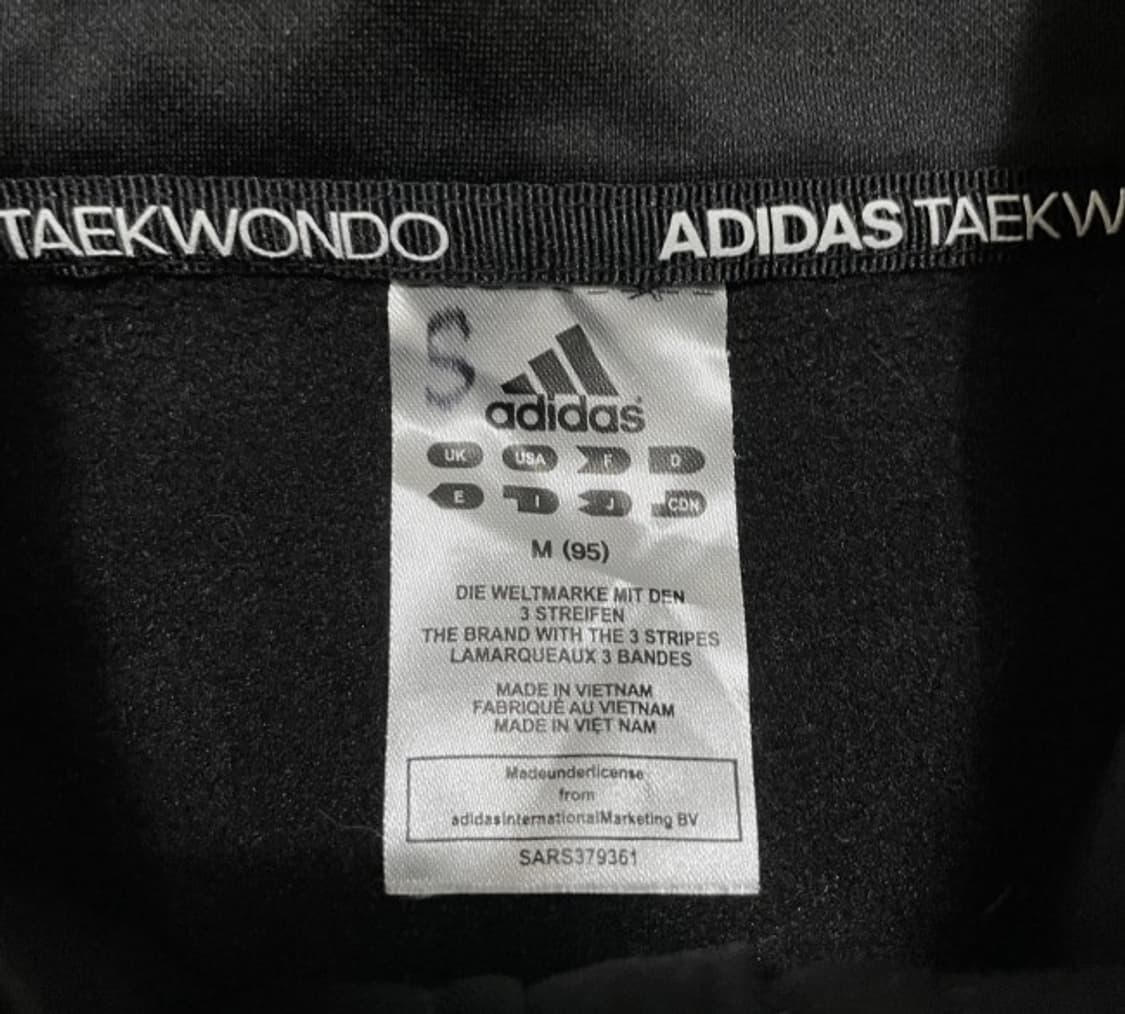 TAEKWONDO ADIDAS TAEKW
S
adidas
UK USA F D
E I J CDN
M (95)
DIE WELTMARKE MIT DEN
3 STREIFEN
THE BRAND WITH THE 3 STRIPES
LAMARQUEAUX 3 BANDES
MADE IN VIETNAM
FABRIQUÉ AU VIETNAM
MADE IN VIỆT NAM
Madeunderlicense
from
adidasInternationalMarketing BV
SARS379361